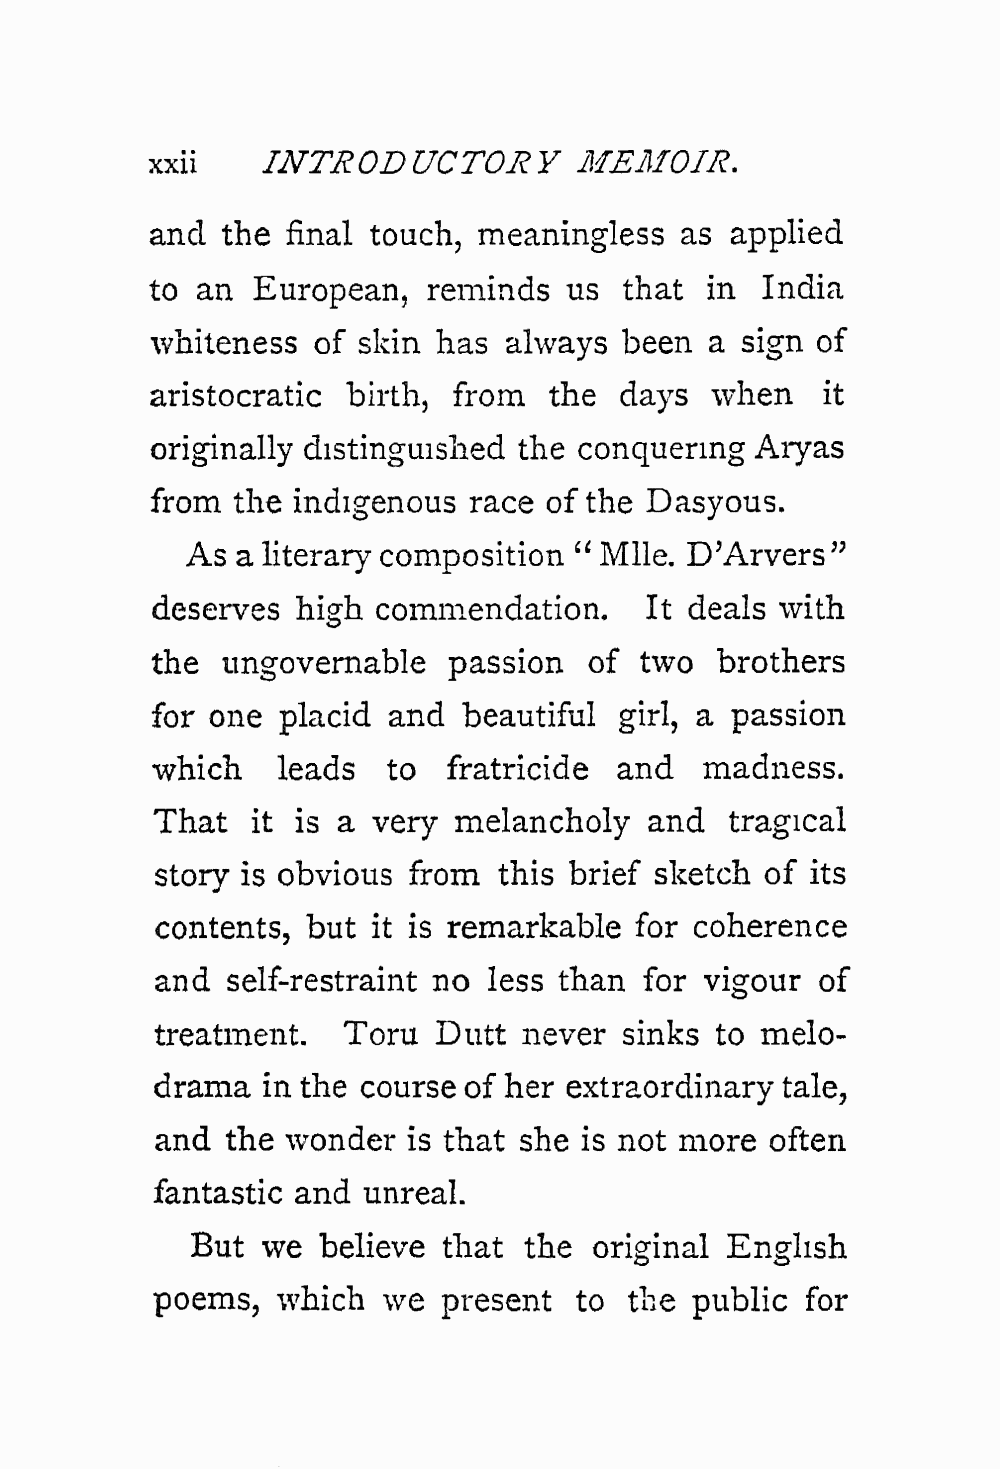 xxii INTRODUCTORY MEMOIR.
and the final touch, meaningless as applied
to an European, reminds us that in India
whiteness of skin has always been a sign of
aristocratic birth, from the days when it
originally distinguished the conquering Aryas
from the indigenous race of the Dasyous.
As a literary composition “ Mlle. D’Arvers ”
deserves high commendation. It deals with
the ungovernable passion of two brothers
for one placid and beautiful girl, a passion
which leads to fratricide and madness.
That it is a very melancholy and tragical
story is obvious from this brief sketch of its
contents, but it is remarkable for coherence
and self-restraint no less than for vigour of
treatment. Toru Dutt never sinks to melo-
drama in the course of her extraordinary tale,
and the wonder is that she is not more often
fantastic and unreal.
But we believe that the original English
poems, which we present to the public for